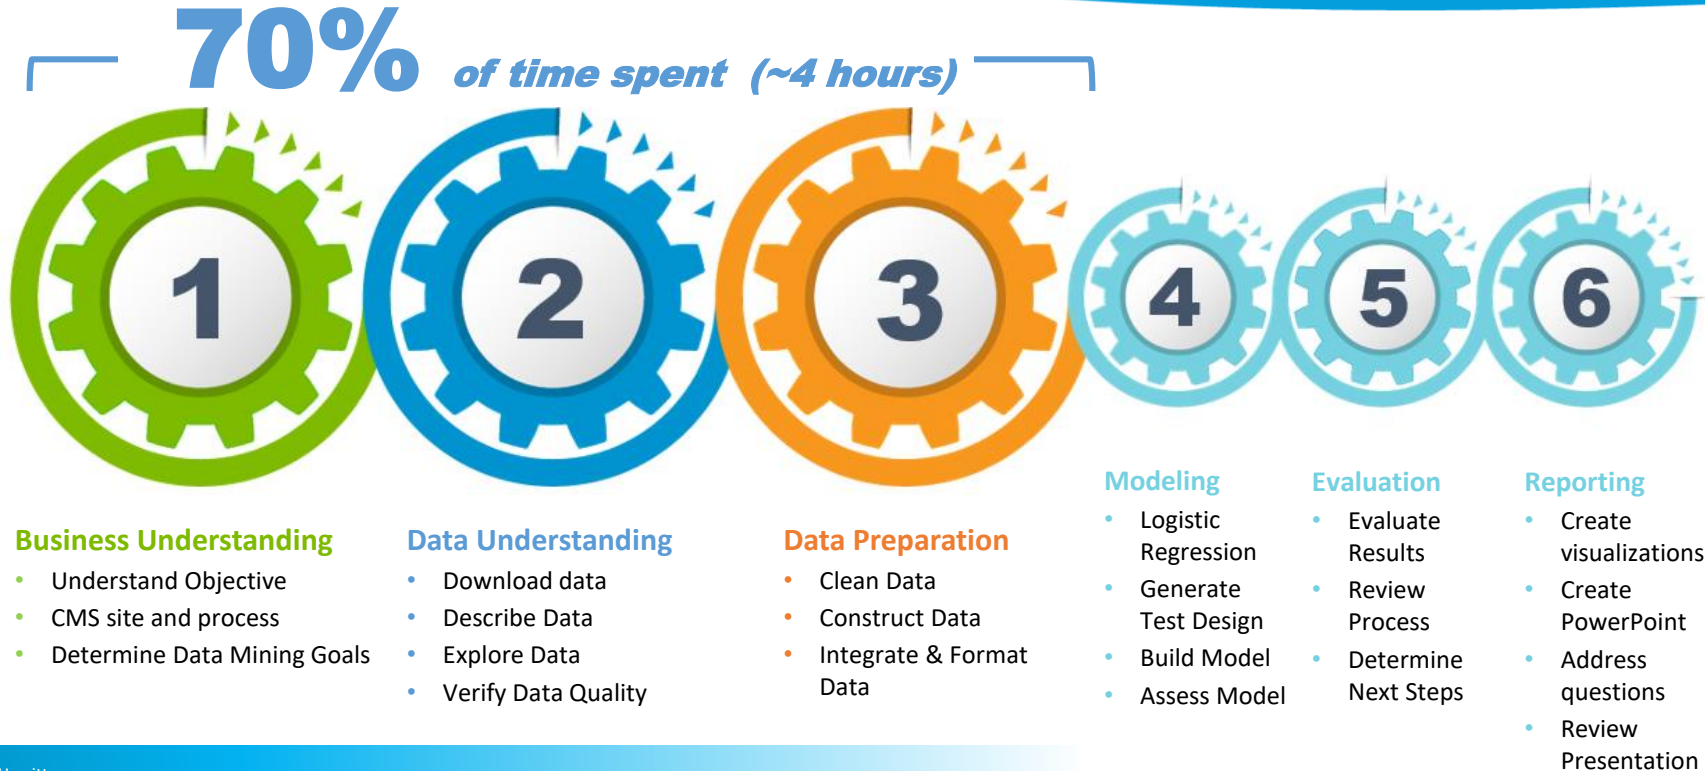 70% of time spent (~4 hours)
1
2
3
4
5
6
Business Understanding
• Understand Objective
• CMS site and process
• Determine Data Mining Goals
Data Understanding
• Download data
• Describe Data
• Explore Data
• Verify Data Quality
Data Preparation
• Clean Data
• Construct Data
• Integrate & Format
Data
Modeling
• Logistic
Regression
• Generate
Test Design
• Build Model
• Assess Model
Evaluation
• Evaluate
Results
• Review
Process
• Determine
Next Steps
Reporting
• Create
visualizations
• Create
PowerPoint
• Address
questions
• Review
Presentation